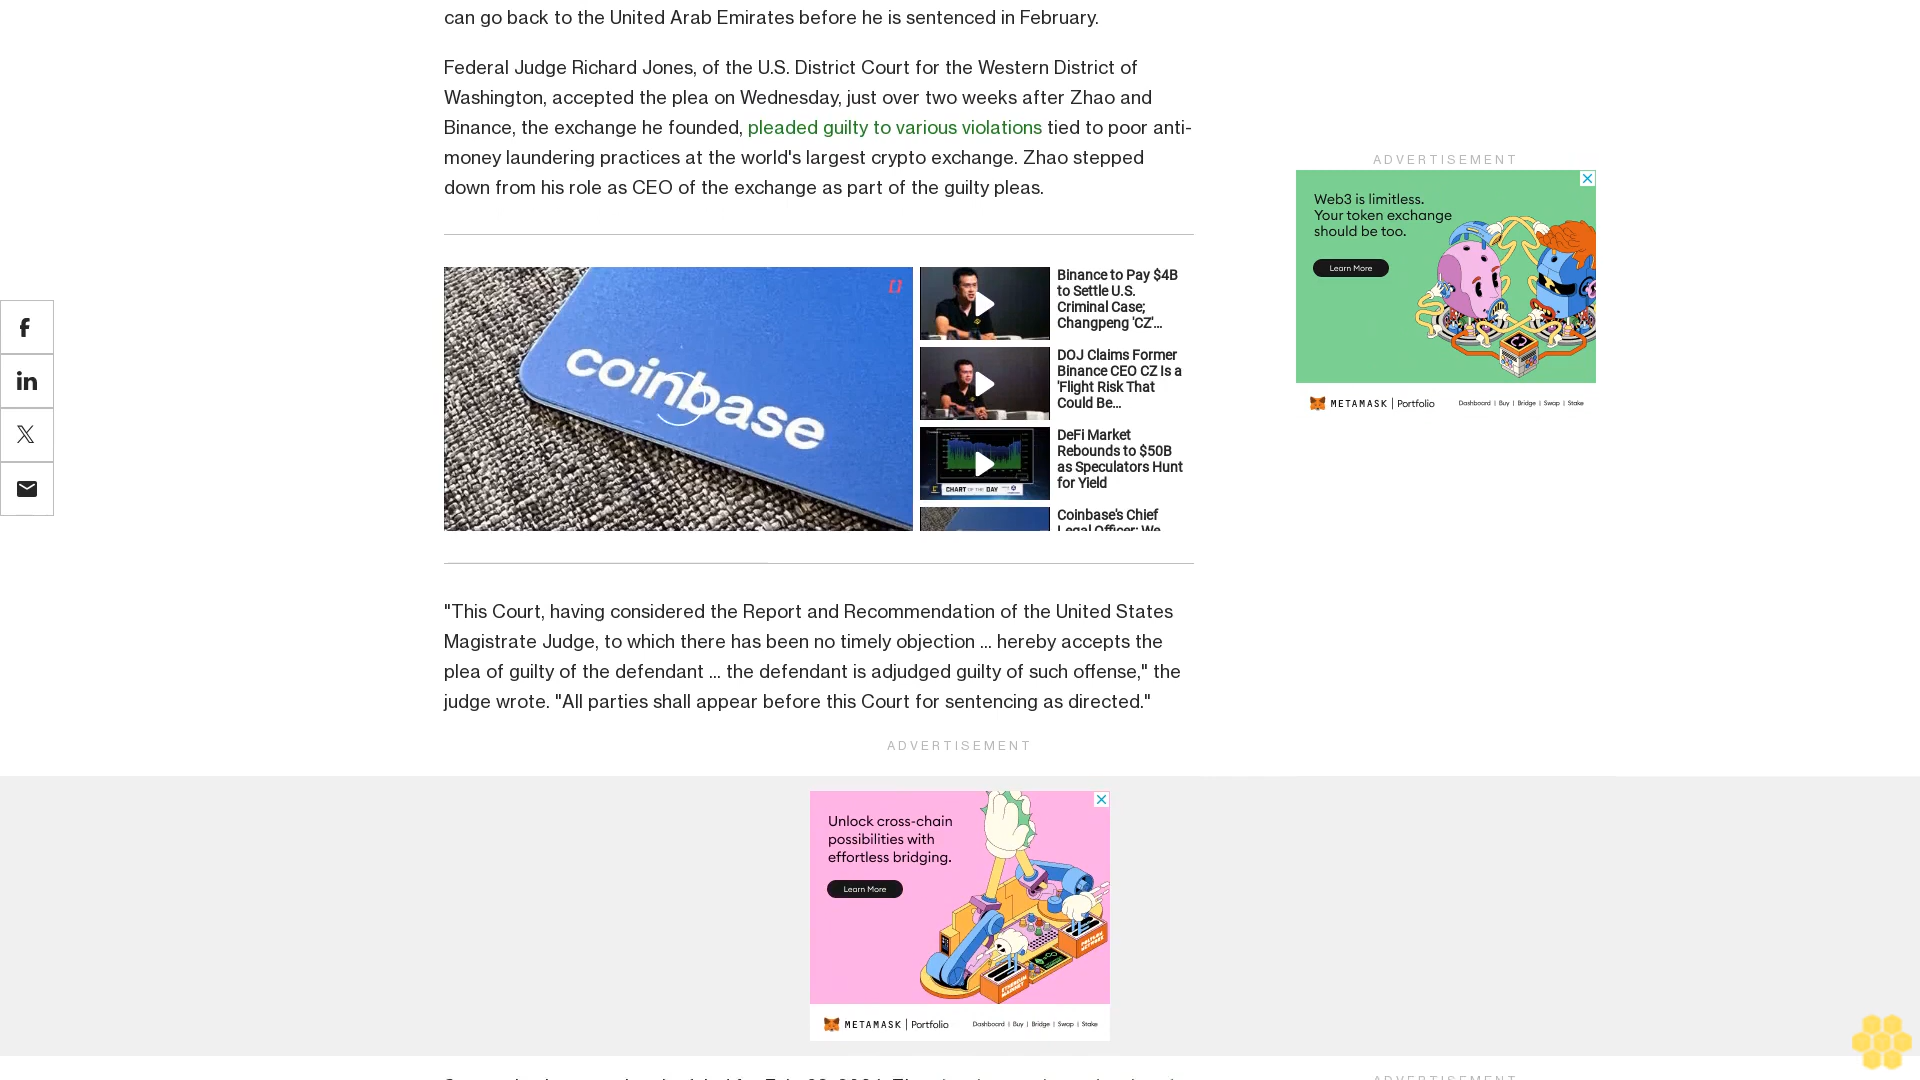 can go back to the United Arab Emirates before he is sentenced in February.
Federal Judge Richard Jones, of the U.S. District Court for the Western District of
Washington, accepted the plea on Wednesday, just over two weeks after Zhao and
Binance, the exchange he founded, pleaded guilty to various violations tied to poor anti-
money laundering practices at the world's largest crypto exchange. Zhao stepped
down from his role as CEO of the exchange as part of the guilty pleas.
coinbase
Binance to Pay $4B
to Settle U.S.
Criminal Case;
Changpeng 'CZ'...
DOJ Claims Former
Binance CEO CZ Is a
'Flight Risk That
Could Be...
CHART OF THE DAY
DeFi Market
Rebounds to $50B
as Speculators Hunt
for Yield
Coinbase's Chief
Legal Officer: We
ADVERTISEMENT
Web3 is limitless.
Your token exchange
should be too.
Learn More
METAMASK | Portfolio
Dashboard | Buy | Bridge | Swap | Stake
"This Court, having considered the Report and Recommendation of the United States
Magistrate Judge, to which there has been no timely objection ... hereby accepts the
plea of guilty of the defendant ... the defendant is adjudged guilty of such offense," the
judge wrote. "All parties shall appear before this Court for sentencing as directed."
ADVERTISEMENT
Unlock cross-chain
possibilities with
effortless bridging.
Learn More
METAMASK | Portfolio
Dashboard | Buy | Bridge | Swap | Stake
ADVERTISEMENT